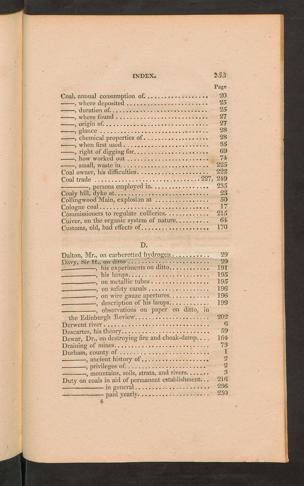 INDEX. 253
Page
Coal, annual consumption of 20
——, where deposited 25
——, duration of 25
——, where found 27
——, origin of 27
——, glance 28
——, chemical properties of 28
——, when first used 53
——, right of digging for 69
——, how worked out 74
——, small, waste in 225
Coal owner, his difficulties 222
Coal trade 227, 249
——, persons employed in 235
Coaly hill, dyke at 23
Collingwood Main, explosion at 50
Cologne coal 17
Commissioners to regulate collieries 215
Cuvier, on the organic system of nature 64
Customs, old, bad effects of 170
D.
Dalton, Mr., on carburetted hydrogen 29
Davy, Sir H., on ditto 29
——, his experiments on ditto 191
——, his lamps 195
——, on metallic tubes 195
——, on safety canals 196
——, on wire gauze apertures 196
——, description of his lamps 199
——, observations on paper on ditto, in
the Edinburgh Review 202
Derwent river 6
Descartes, his theory 59
Dewar, Dr., on destroying fire and choak-damp 164
Draining of mines 73
Durham, county of 1
——, ancient history of 2
——, privileges of 2
——, mountains, soils, strata, and rivers 3
Duty on coals in aid of permanent establishment 216
—— in general 236
—— paid yearly 250